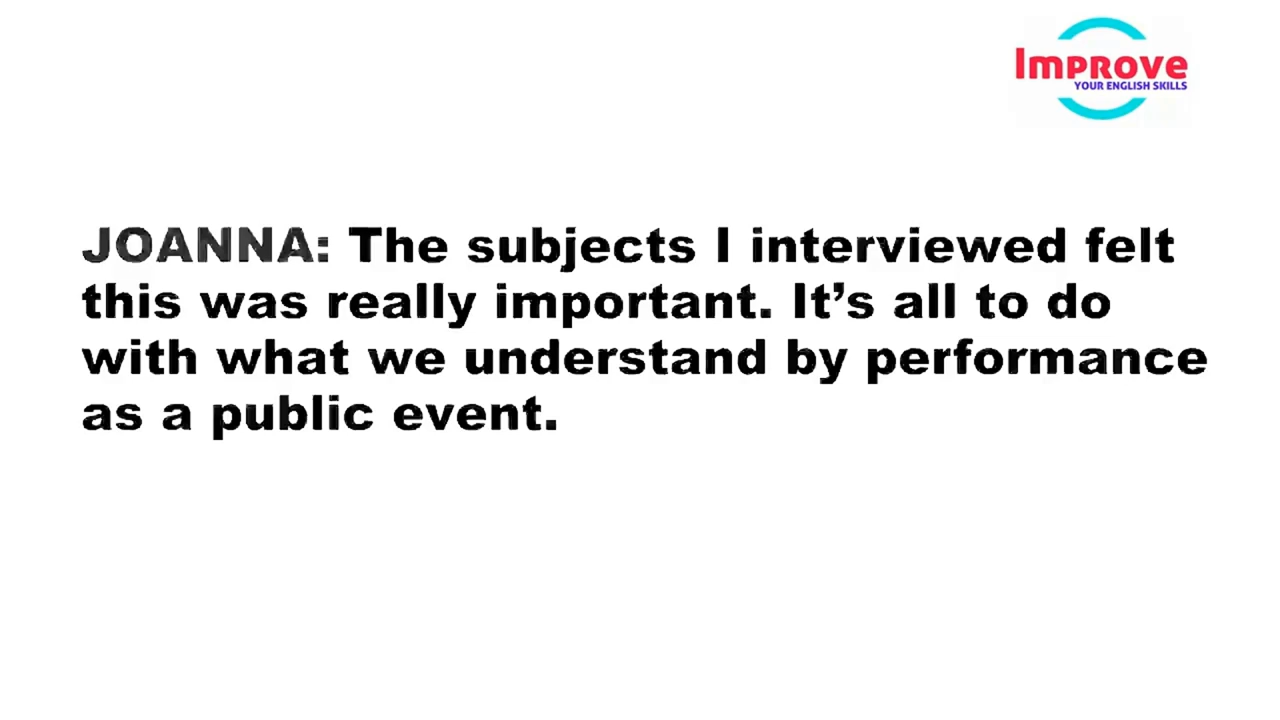 Improve
YOUR ENGLISH SKILLS
JOANNA: The subjects I interviewed felt
this was really important. It’s all to do
with what we understand by performance
as a public event.